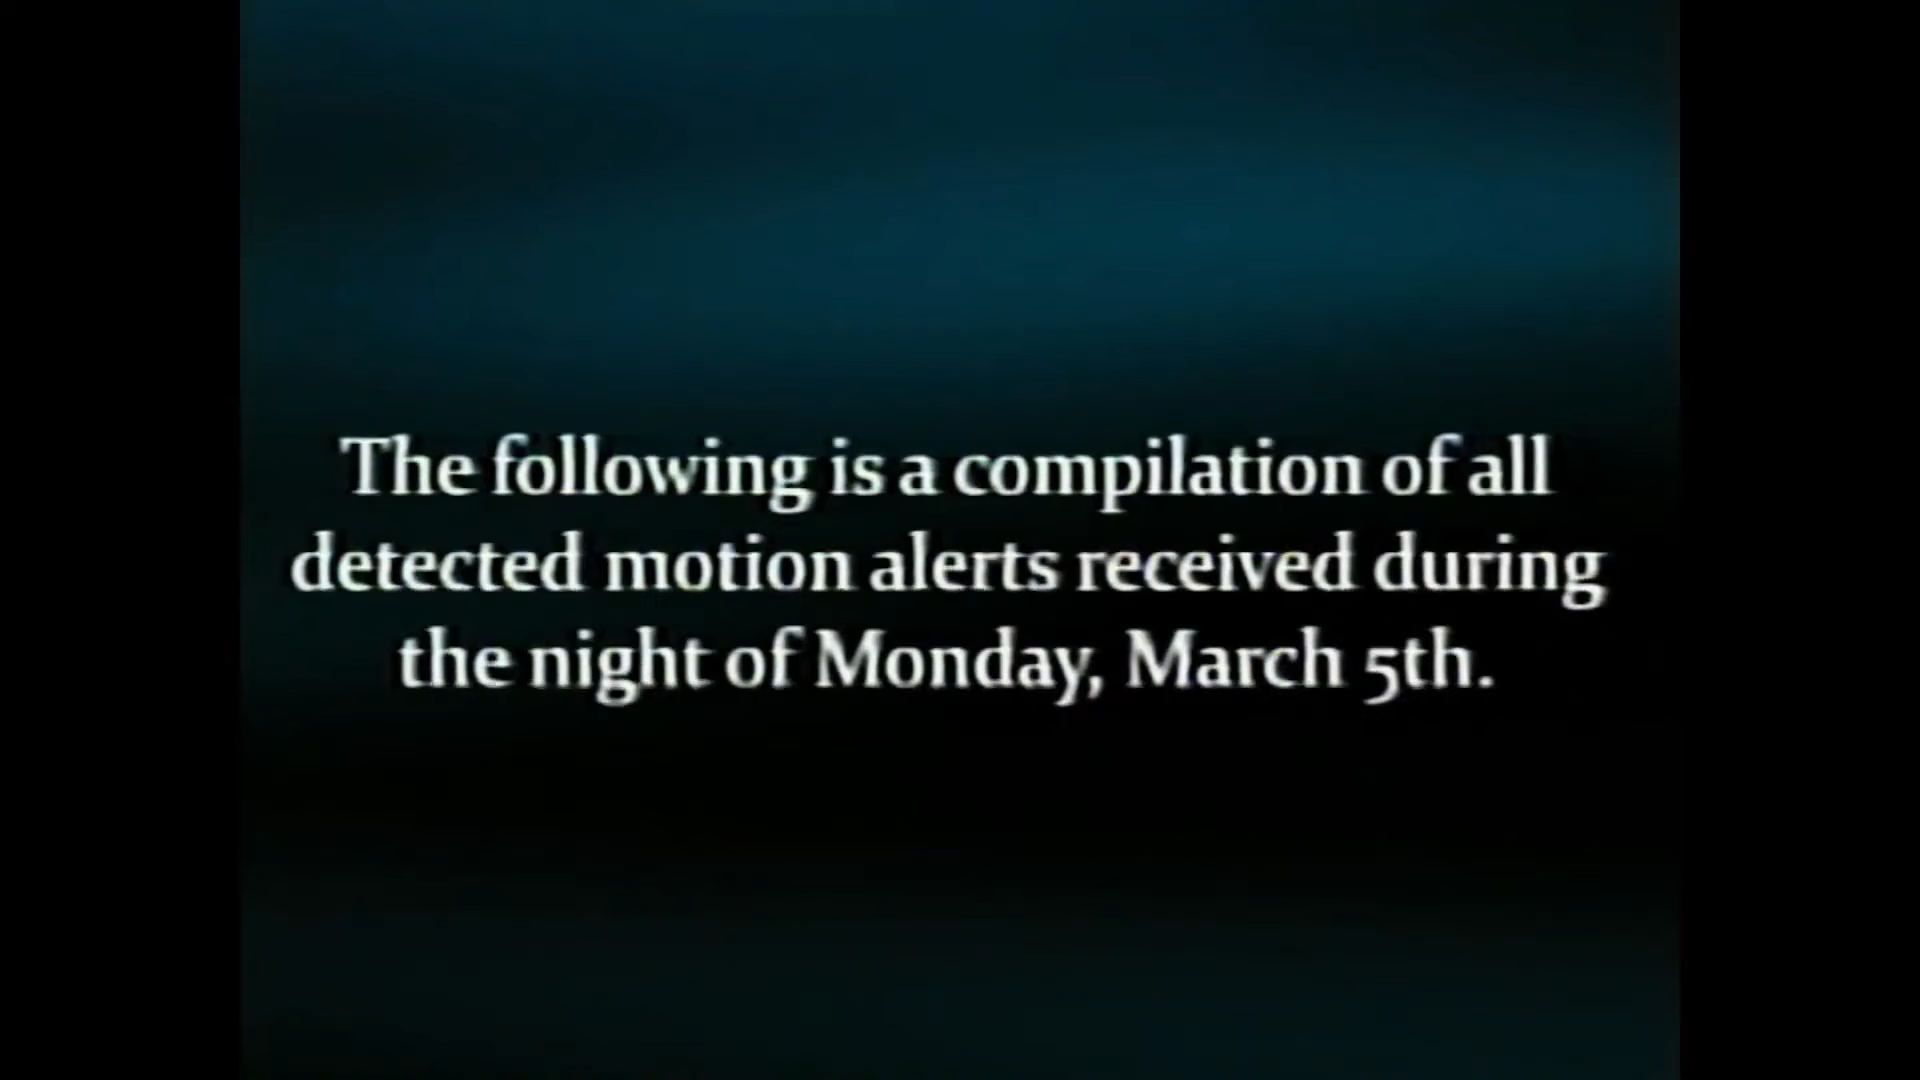 The following is a compilation of all
detected motion alerts received during
the night of Monday, March 5th.